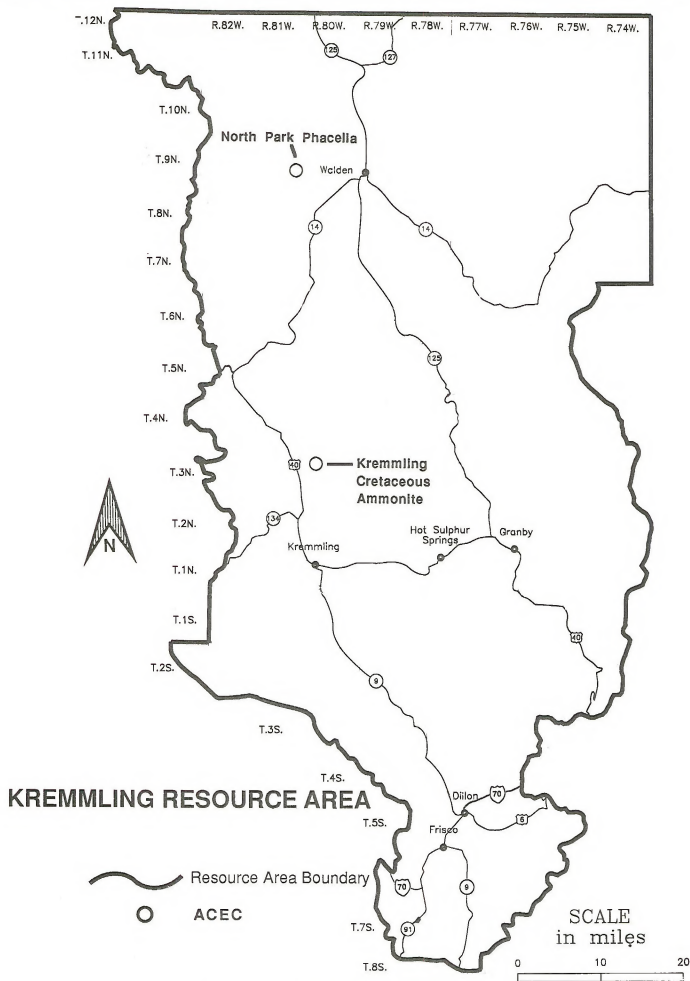 T.12N.
R.82W. R.81W. R.80W. R.79W. R.78W. R.77W. R.76W. R.75W. R.74W.
T.11N.
125
127
T.10N.
North Park Phacelia
T.9N.
Walden
T.8N.
14
14
T.7N.
T.6N.
125
T.5N.
T.4N.
40
Kremmling
Cretaceous
Ammonite
T.3N.
T.2N.
134
Kremmling
Hot Sulphur
Springs
Granby
N
T.1N.
T.1S.
40
T.2S.
9
T.3S.
T.4S.
KREMMLING RESOURCE AREA
Dillon
70
T.5S.
6
Frisco
Resource Area Boundary
70
9
ACEC
91
T.7S.
T.8S.
SCALE
in miles
0 10 20